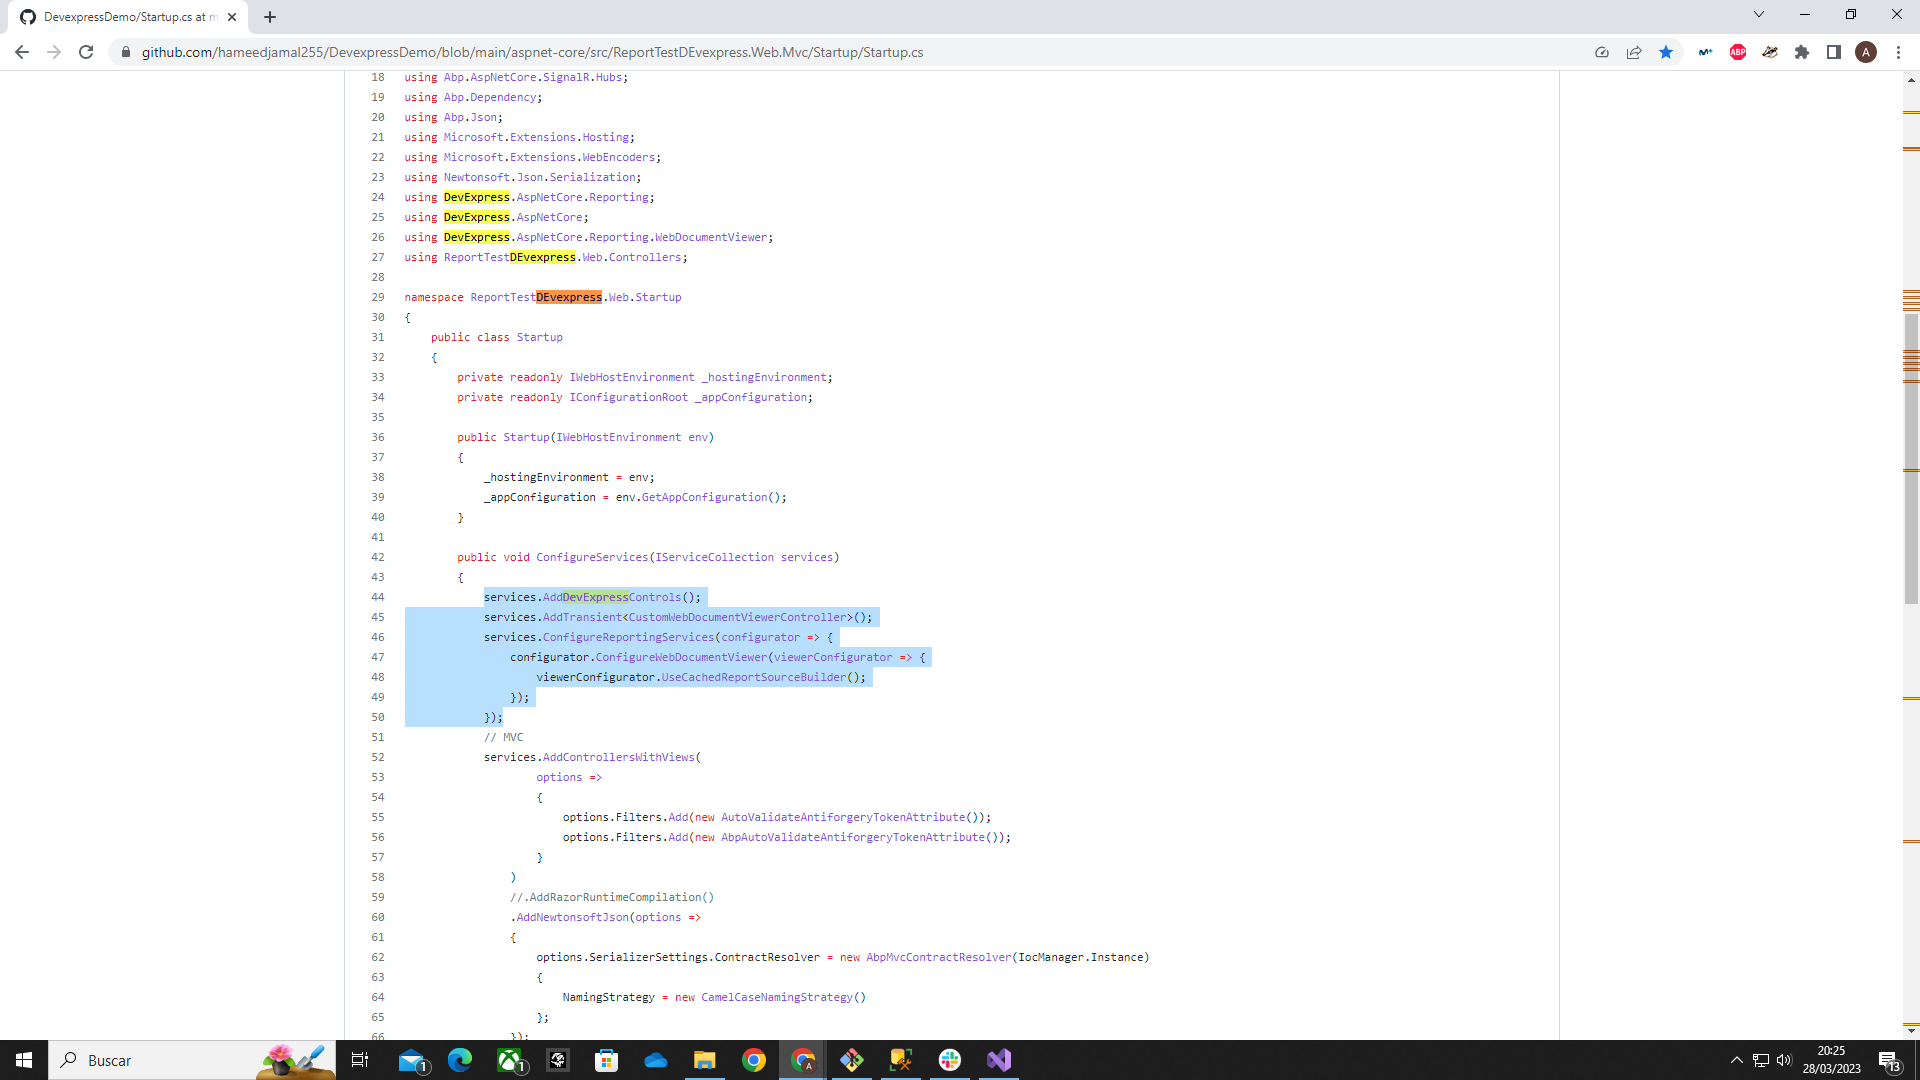 DevexpressDemo/Startup.cs at m
github.com/hameedjamal255/DevexpressDemo/blob/main/aspnet-core/src/ReportTestDEvexpress.Web.Mvc/Startup/Startup.cs
ABP
A
18 using Abp.AspNetCore.SignalR.Hubs;
19 using Abp.Dependency;
20 using Abp.Json;
21 using Microsoft.Extensions.Hosting;
22 using Microsoft.Extensions.WebEncoders;
23 using Newtonsoft.Json.Serialization;
24 using DevExpress.AspNetCore.Reporting;
25 using DevExpress.AspNetCore;
26 using DevExpress.AspNetCore.Reporting.WebDocumentViewer;
27 using ReportTestDEvexpress.Web.Controllers;
28
29 namespace ReportTestDEvexpress.Web.Startup
30 {
31 public class Startup
32 {
33 private readonly IWebHostEnvironment _hostingEnvironment;
34 private readonly IConfigurationRoot _appConfiguration;
35
36 public Startup(IWebHostEnvironment env)
37 {
38 _hostingEnvironment = env;
39 _appConfiguration = env.GetAppConfiguration();
40 }
41
42 public void ConfigureServices(IServiceCollection services)
43 {
44 services.AddDevExpressControls();
45 services.AddTransient<CustomWebDocumentViewerController>();
46 services.ConfigureReportingServices(configurator => {
47 configurator.ConfigureWebDocumentViewer(viewerConfigurator => {
48 viewerConfigurator.UseCachedReportSourceBuilder();
49 });
50 });
51 // MVC
52 services.AddControllersWithViews(
53 options =>
54 {
55 options.Filters.Add(new AutoValidateAntiforgeryTokenAttribute());
56 options.Filters.Add(new AbpAutoValidateAntiforgeryTokenAttribute());
57 }
58 )
59 //.AddRazorRuntimeCompilation()
60 .AddNewtonsoftJson(options =>
61 {
62 options.SerializerSettings.ContractResolver = new AbpMvcContractResolver(IocManager.Instance)
63 {
64 NamingStrategy = new CamelCaseNamingStrategy()
65 };
66 });
Buscar
1
1
A
20:25
28/03/2023
13